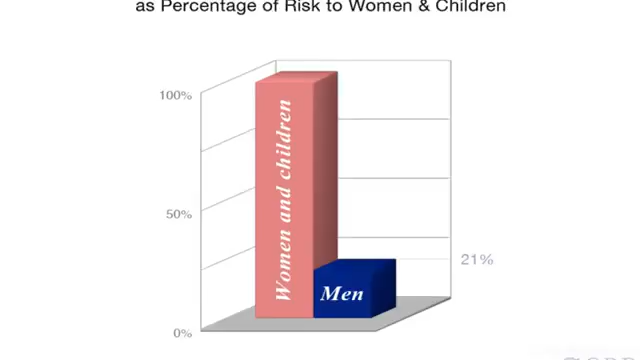 as Percentage of Risk to Women & Children
100%
Women and children
50%
21%
Men
0%